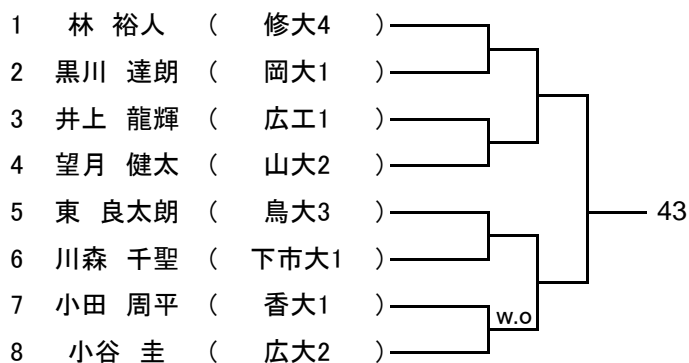 1 林 裕人 ( 修大4 )
2 黒川 達朗 ( 岡大1 )
3 井上 龍輝 ( 広工1 )
4 望月 健太 ( 山大2 )
5 東 良太朗 ( 鳥大3 )
43
6 川森 千聖 ( 下市大1 )
7 小田 周平 ( 香大1 )
w.o
8 小谷 圭 ( 広大2 )